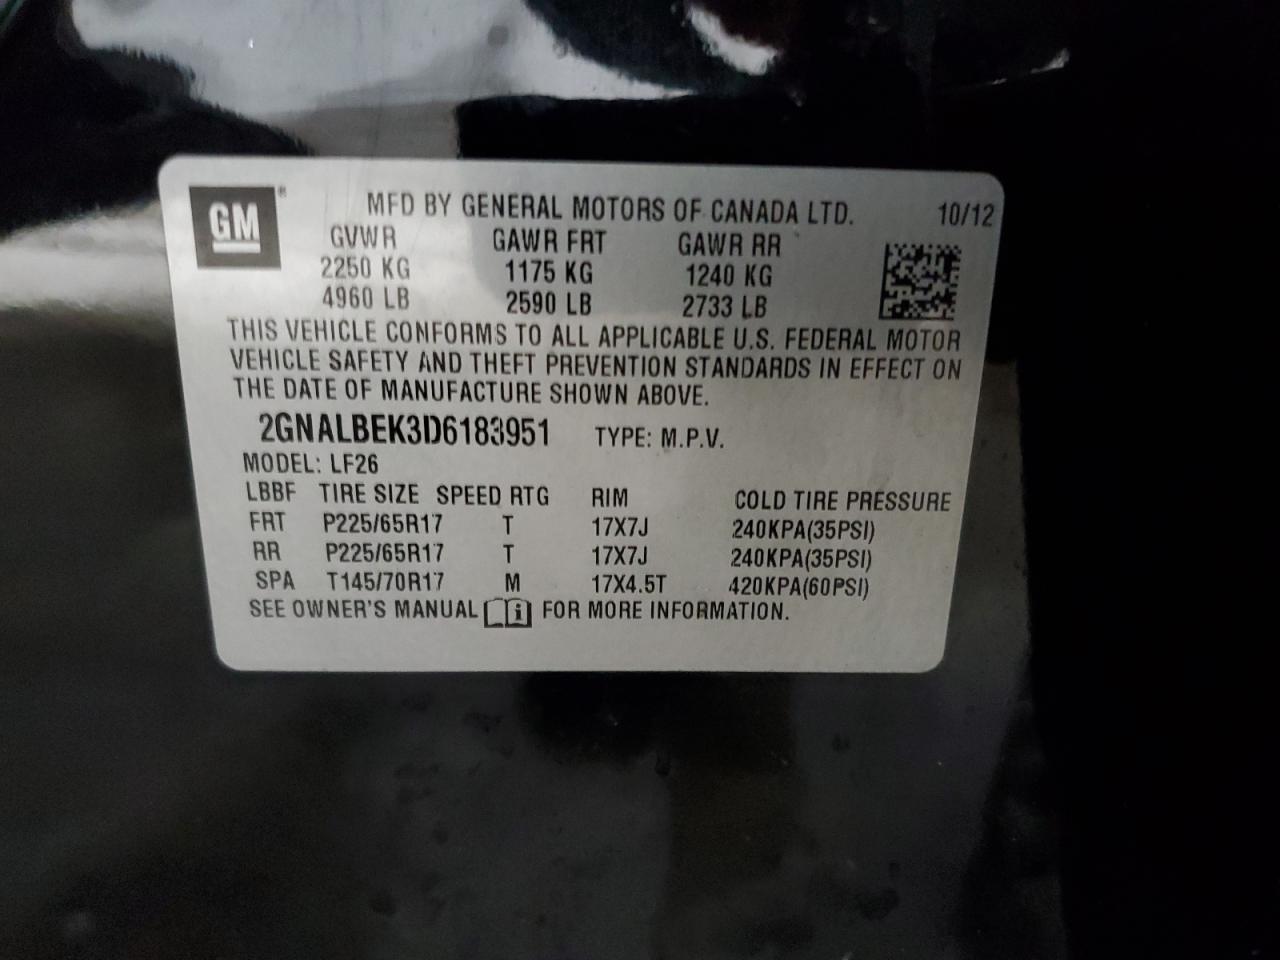 GM®
MFD BY GENERAL MOTORS OF CANADA LTD. 10/12
GVWR GAWR FRT GAWR RR
2250 KG 1175 KG 1240 KG
4960 LB 2590 LB 2733 LB
THIS VEHICLE CONFORMS TO ALL APPLICABLE U.S. FEDERAL MOTOR
VEHICLE SAFETY AND THEFT PREVENTION STANDARDS IN EFFECT ON
THE DATE OF MANUFACTURE SHOWN ABOVE.
2GNALBEK3D6183951 TYPE: M.P.V.
MODEL: LF26
LBBF TIRE SIZE SPEED RTG RIM COLD TIRE PRESSURE
FRT P225/65R17 T 17X7J 240KPA(35PSI)
RR P225/65R17 T 17X7J 240KPA(35PSI)
SPA T145/70R17 M 17X4.5T 420KPA(60PSI)
SEE OWNER'S MANUAL i FOR MORE INFORMATION.